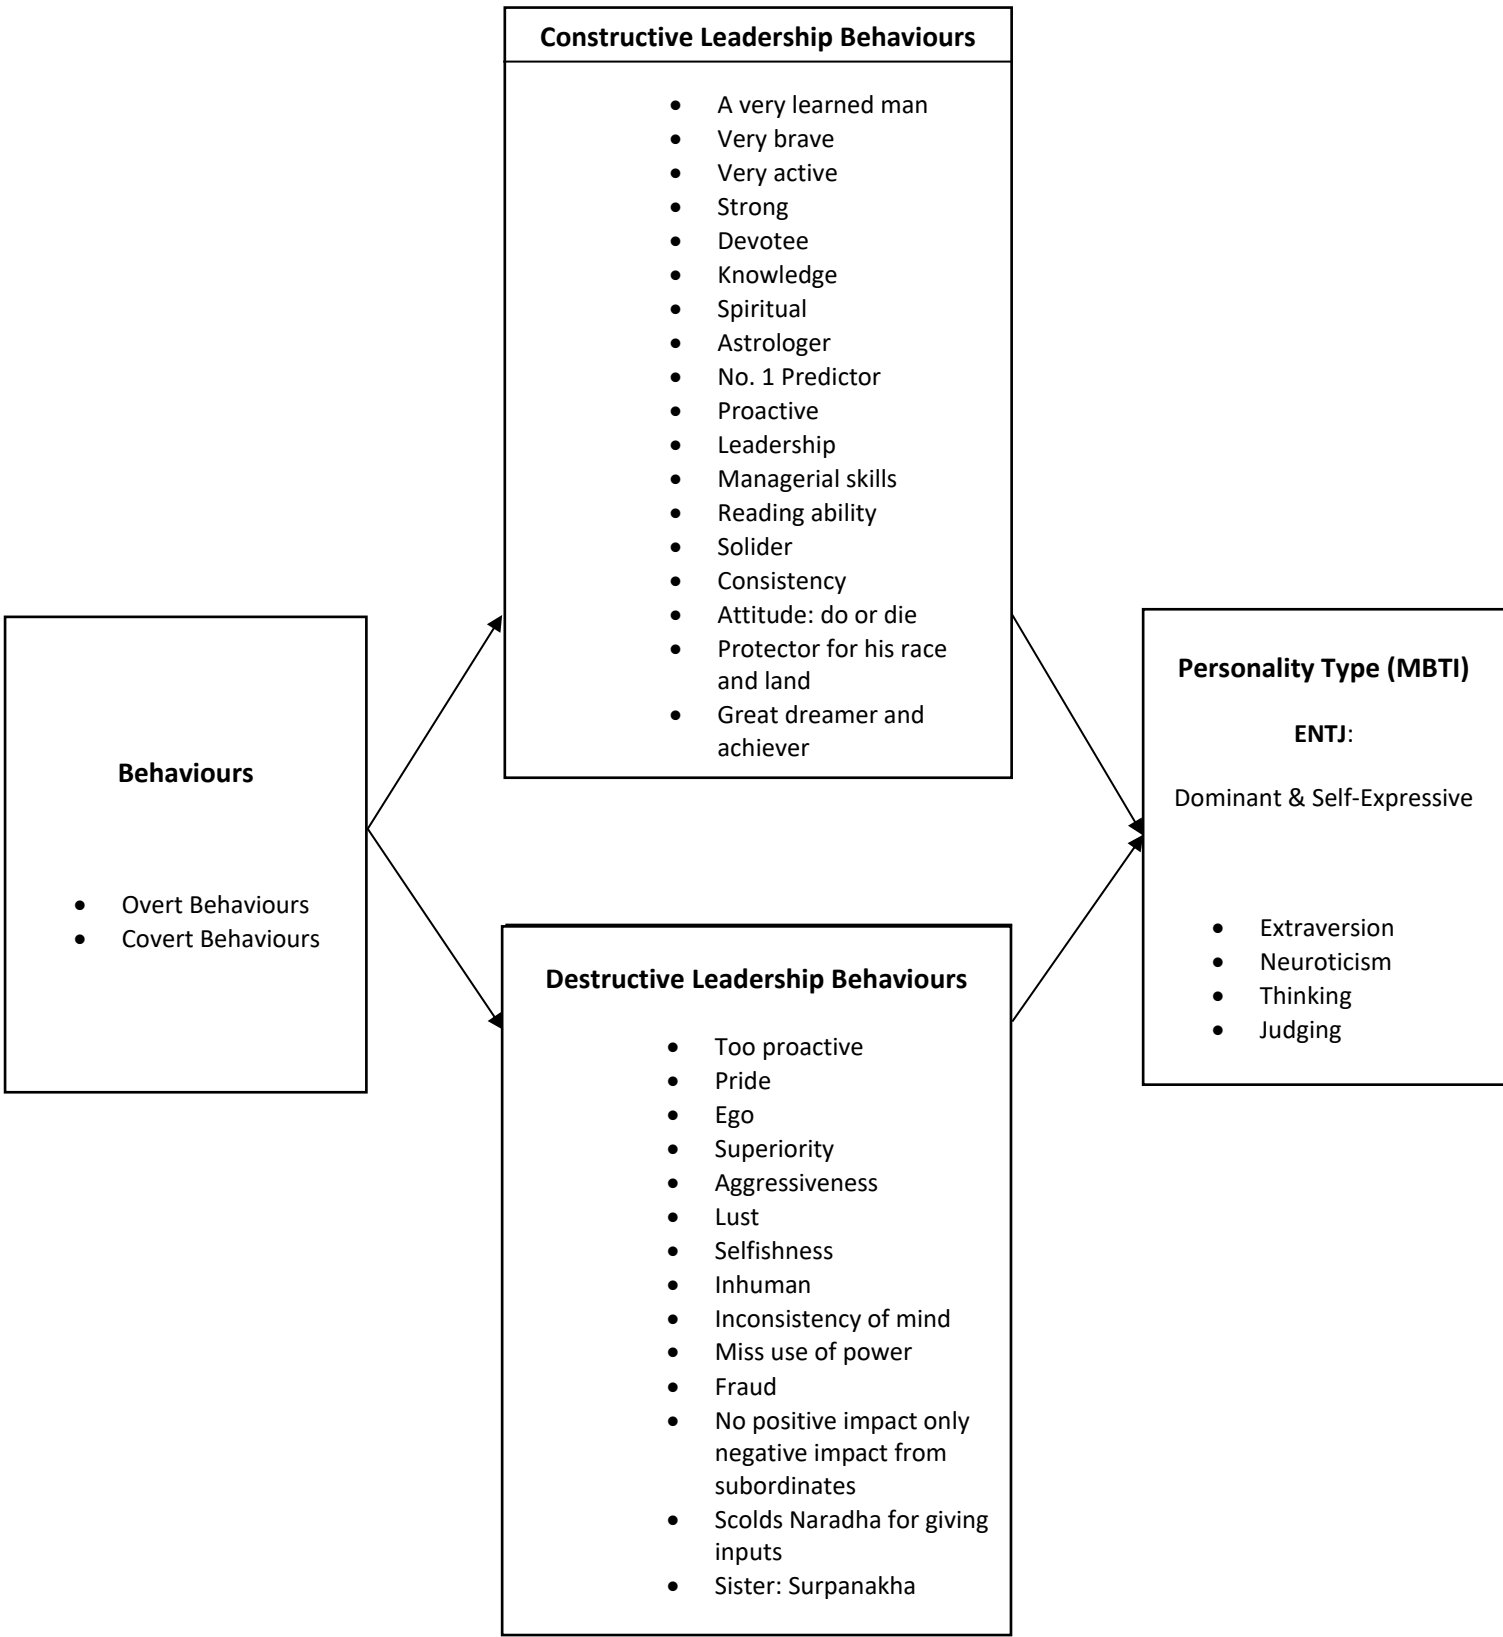 Constructive Leadership Behaviours
• A very learned man
• Very brave
• Very active
• Strong
• Devotee
• Knowledge
• Spiritual
• Astrologer
• No. 1 Predictor
• Proactive
• Leadership
• Managerial skills
• Reading ability
• Solider
• Consistency
• Attitude: do or die
• Protector for his race
and land
• Great dreamer and
achiever
Behaviours
• Overt Behaviours
• Covert Behaviours
Personality Type (MBTI)
ENTJ:
Dominant & Self-Expressive
• Extraversion
• Neuroticism
• Thinking
• Judging
Destructive Leadership Behaviours
• Too proactive
• Pride
• Ego
• Superiority
• Aggressiveness
• Lust
• Selfishness
• Inhuman
• Inconsistency of mind
• Miss use of power
• Fraud
• No positive impact only
negative impact from
subordinates
• Scolds Naradha for giving
inputs
• Sister: Surpanakha